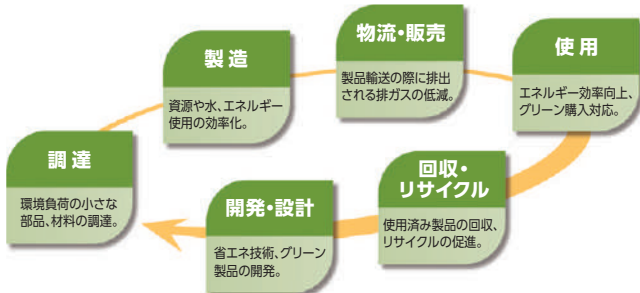 調達
環境負荷の小さな
部品、材料の調達。
製造
資源や水、エネルギー
使用の効率化。
物流・販売
製品輸送の際に排出
される排ガスの低減。
使用
エネルギー効率向上、
グリーン購入対応。
回収・
リサイクル
使用済み製品の回収、
リサイクルの促進。
開発・設計
省エネ技術、グリーン
製品の開発。